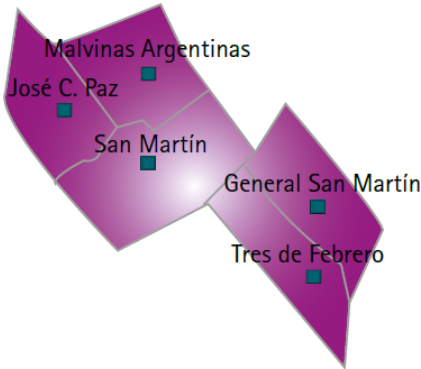 Malvinas Argentinas
José C. Paz
San Martín
General San Martín
Tres de Febrero